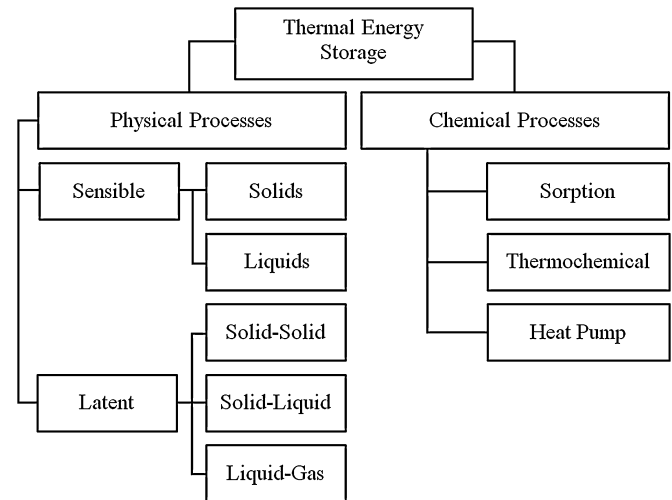 Thermal Energy
Storage
Physical Processes
Chemical Processes
Sensible
Solids
Liquids
Latent
Solid-Solid
Solid-Liquid
Liquid-Gas
Sorption
Thermochemical
Heat Pump